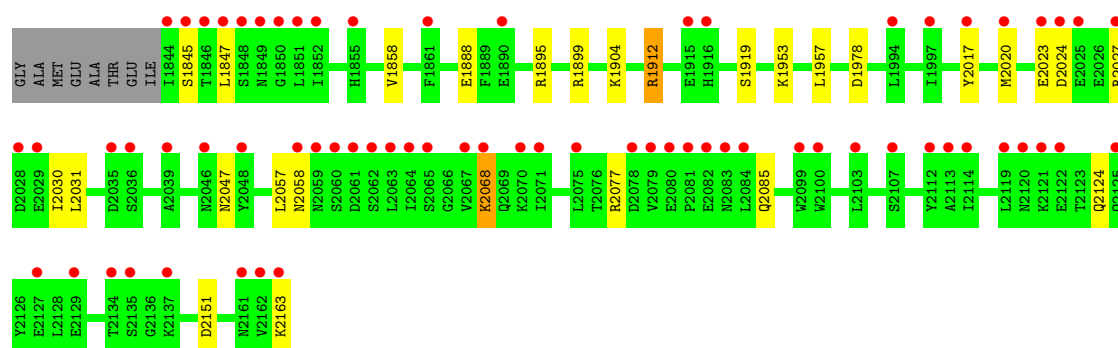 GLY ALA MET GLU ALA THR GLU ILE I1844 S1845 T1846 L1847 S1848 N1849 G1850 L1851 I1852 H1855 V1858 F1861 E1888 F1889 E1890 R1895 R1899 K1904 R1912 E1915 H1916 S1919 K1953 L1957 D1978 L1994 I1997 Y2017 M2020 E2023 D2024 E2025 E2026 R2027
D2028 E2029 I2030 L2031 D2035 S2036 A2039 N2046 N2047 Y2048 L2057 N2058 N2059 S2060 D2061 S2062 L2063 I2064 S2065 G2066 V2067 K2068 Q2069 K2070 I2071 L2075 T2076 R2077 D2078 V2079 E2080 P2081 E2082 N2083 L2084 Q2085 W2099 W2100 L2103 S2107 Y2112 A2113 I2114 L2119 N2120 K2121 E2122 T2123 Q2124
Y2126 E2127 L2128 E2129 T2134 S2135 G2136 K2137 D2151 N2161 V2162 K2163